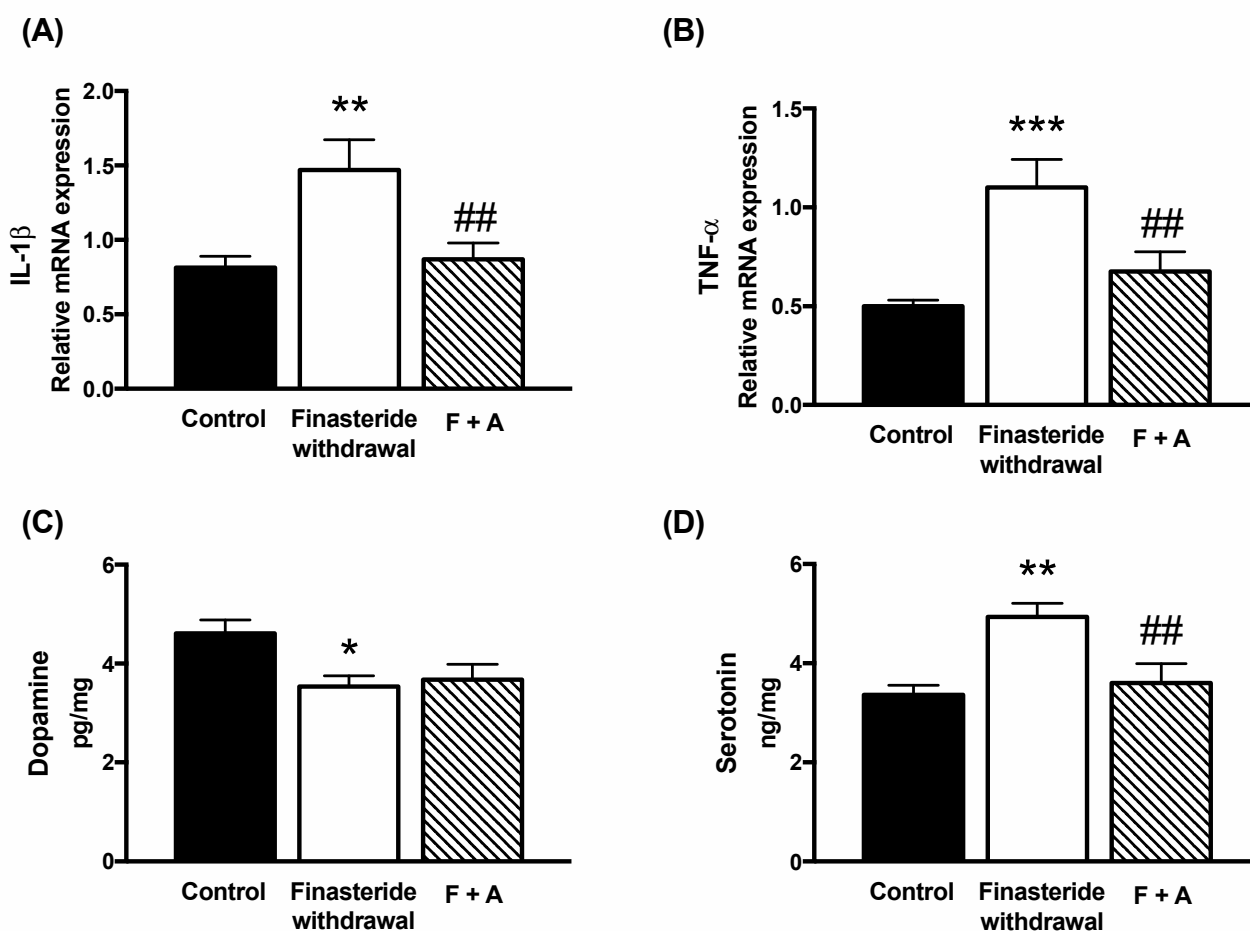 (A)
IL-1β
Relative mRNA expression
2.0
1.5
1.0
0.5
0.0
**
##
Control
Finasteride
withdrawal
F + A
(B)
TNF-α
Relative mRNA expression
1.5
1.0
0.5
0.0
***
##
Control
Finasteride
withdrawal
F + A
(C)
Dopamine
pg/mg
6
4
2
0
*
Control
Finasteride
withdrawal
F + A
(D)
Serotonin
ng/mg
6
4
2
0
**
##
Control
Finasteride
withdrawal
F + A